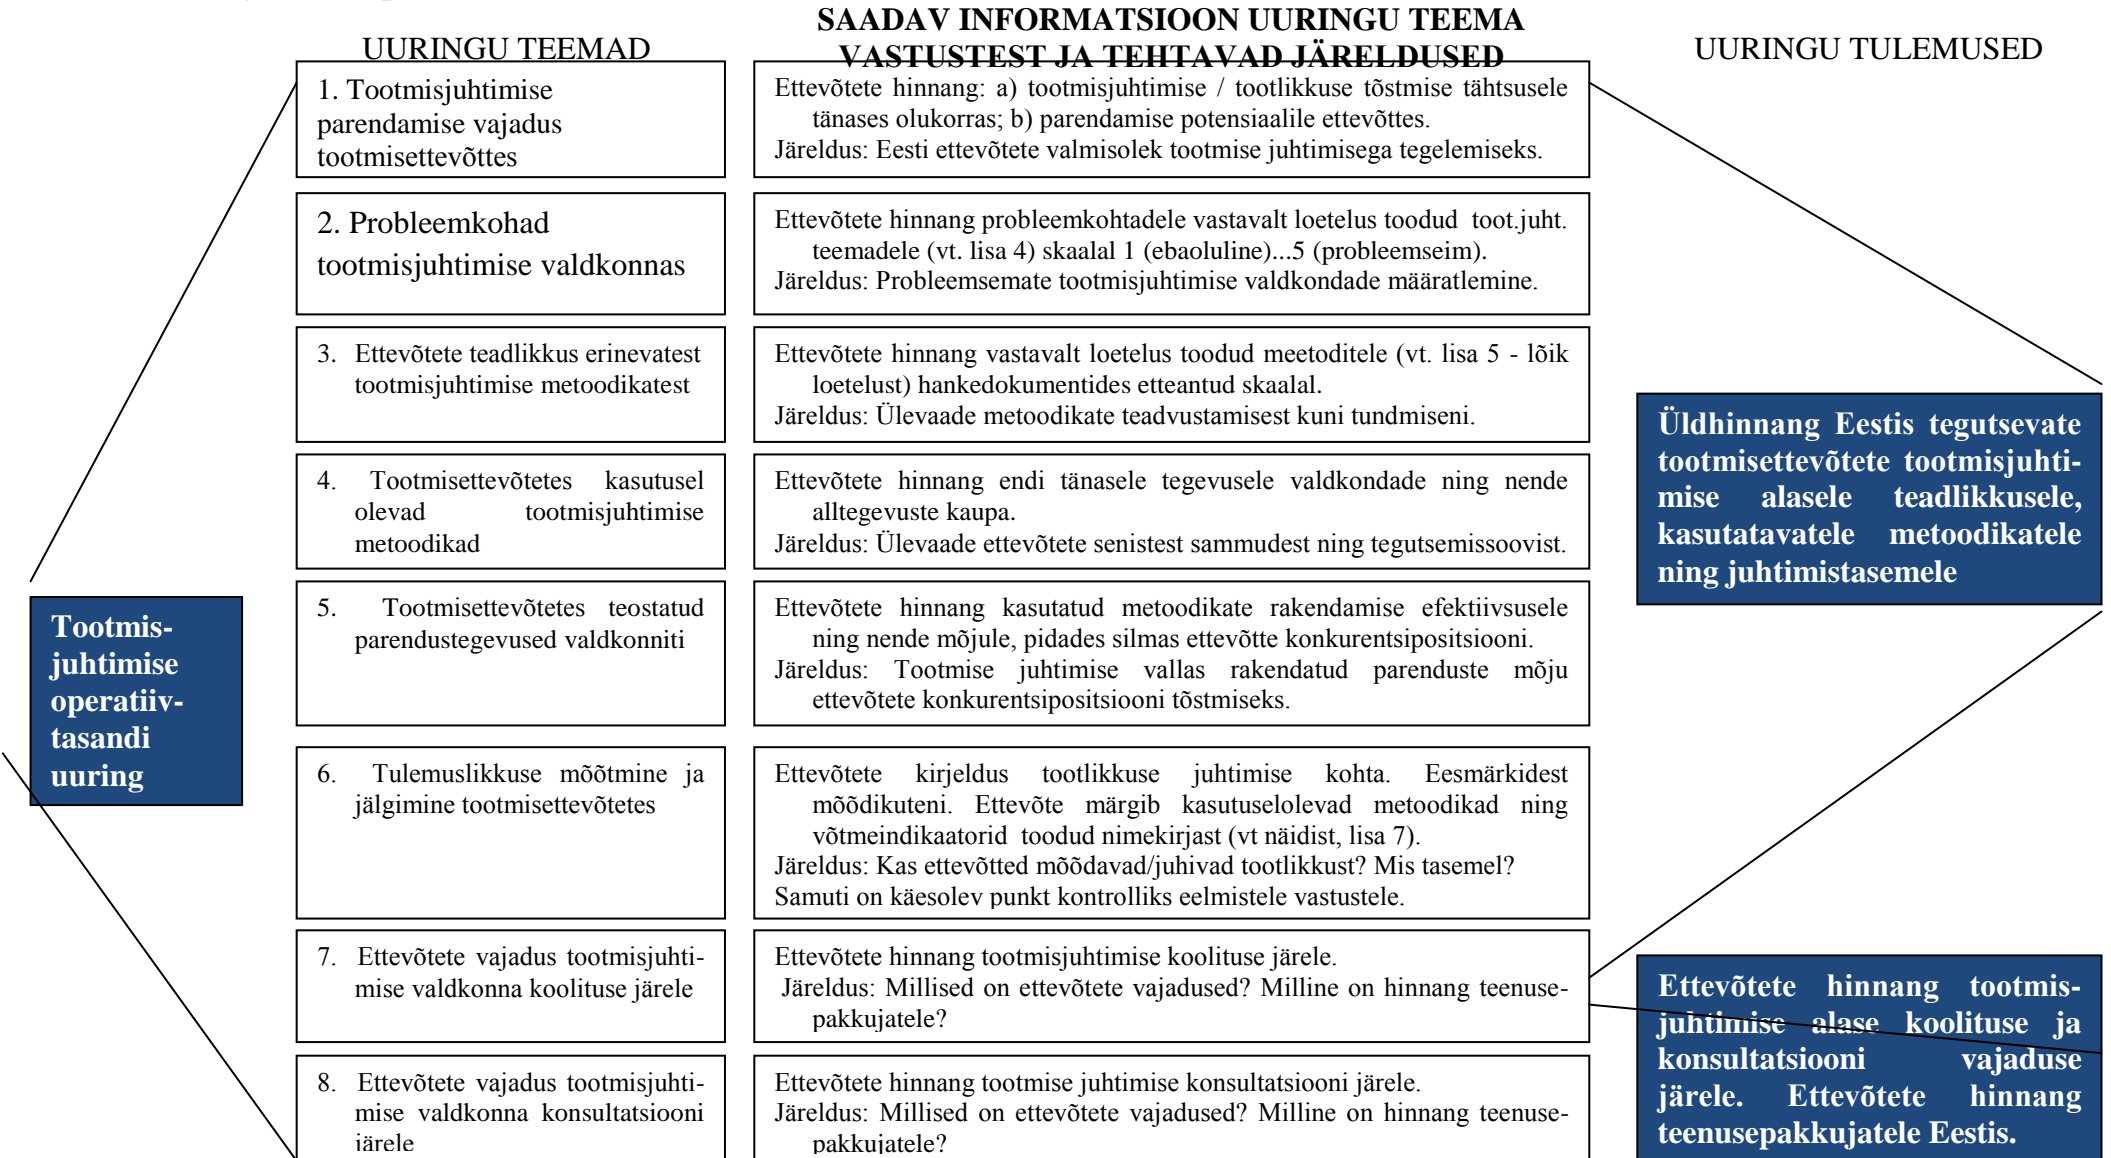 UURINGU TEEMAD
SAADAV INFORMATSIOON UURINGU TEEMA
VASTUSTEST JA TEHTAVAD JÄRELDUSED
UURINGU TULEMUSED
1. Tootmisjuhtimise
parendamise vajadus
tootmisettevõttes
Ettevõtete hinnang: a) tootmisjuhtimise / tootlikkuse tõstmise tähtsusele
tänases olukorras; b) parendamise potensiaalile ettevõttes.
Järeldus: Eesti ettevõtete valmisolek tootmise juhtimisega tegelemiseks.
2. Probleemkohad
tootmisjuhtimise valdkonnas
Ettevõtete hinnang probleemkohtadele vastavalt loetelus toodud toot.juht.
teemadele (vt. lisa 4) skaalal 1 (ebaoluline)...5 (probleemseim).
Järeldus: Probleemsemate tootmisjuhtimise valdkondade määratlemine.
3. Ettevõtete teadlikkus erinevatest
tootmisjuhtimise metoodikatest
Ettevõtete hinnang vastavalt loetelus toodud meetoditele (vt. lisa 5 - lõik
loetelust) hankedokumentides etteantud skaalal.
Järeldus: Ülevaade metoodikate teadvustamisest kuni tundmiseni.
4. Tootmisettevõtetes kasutusel
olevad tootmisjuhtimise
metoodikad
Ettevõtete hinnang endi tänasele tegevusele valdkondade ning nende
alltegevuste kaupa.
Järeldus: Ülevaade ettevõtete senistest sammudest ning tegutsemissoovist.
5. Tootmisettevõtetes teostatud
parendustegevused valdkonniti
Ettevõtete hinnang kasutatud metoodikate rakendamise efektiivsusele
ning nende mõjule, pidades silmas ettevõtte konkurentsipositsiooni.
Järeldus: Tootmise juhtimise vallas rakendatud parenduste mõju
ettevõtete konkurentsipositsiooni tõstmiseks.
6. Tulemuslikkuse mõõtmine ja
jälgimine tootmisettevõtetes
Ettevõtete kirjeldus tootlikkuse juhtimise kohta. Eesmärkidest
mõõdikuteni. Ettevõte märgib kasutuselolevad metoodikad ning
võtmeindikaatorid toodud nimekirjast (vt näidist, lisa 7).
Järeldus: Kas ettevõtted mõõdavad/juhivad tootlikkust? Mis tasemel?
Samuti on käesolev punkt kontrolliks eelmistele vastustele.
7. Ettevõtete vajadus tootmisjuhti-
mise valdkonna koolituse järele
Ettevõtete hinnang tootmisjuhtimise koolituse järele.
Järeldus: Millised on ettevõtete vajadused? Milline on hinnang teenuse-
pakkujatele?
8. Ettevõtete vajadus tootmisjuhti-
mise valdkonna konsultatsiooni
järele
Ettevõtete hinnang tootmise juhtimise konsultatsiooni järele.
Järeldus: Millised on ettevõtete vajadused? Milline on hinnang teenuse-
pakkujatele?
Tootmis-
juhtimise
operatiiv-
tasandi
uuring
Üldhinnang Eestis tegutsevate
tootmisettevõtete tootmisjuhti-
mise alasele teadlikkusele,
kasutatavatele metoodikatele
ning juhtimistasemele
Ettevõtete hinnang tootmis-
juhtimise alase koolituse ja
konsultatsiooni vajaduse
järele. Ettevõtete hinnang
teenusepakkujatele Eestis.